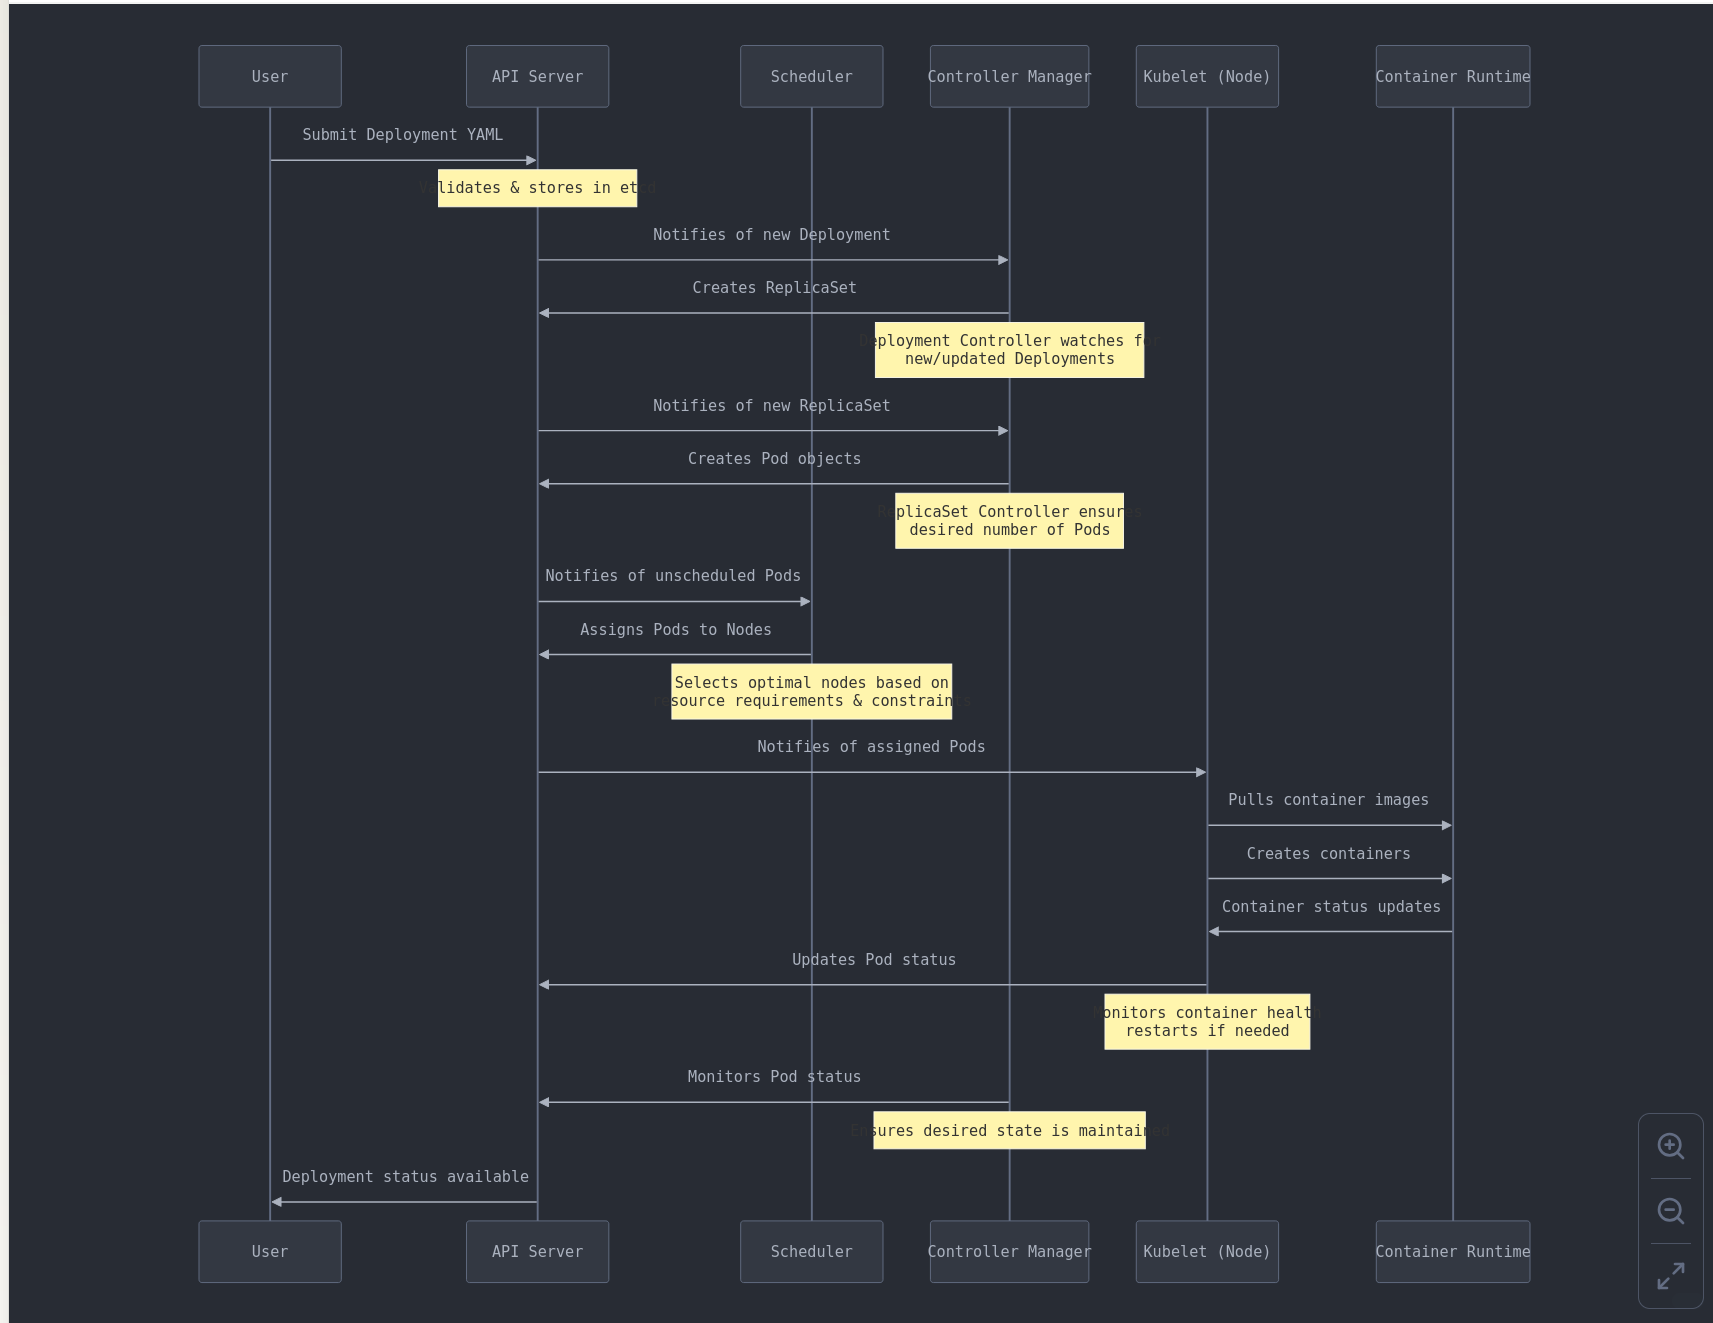 User
API Server
Scheduler
Controller Manager
Kubelet (Node)
Container Runtime
Submit Deployment YAML
Validates & stores in etcd
Notifies of new Deployment
Creates ReplicaSet
Deployment Controller watches for
new/updated Deployments
Notifies of new ReplicaSet
Creates Pod objects
ReplicaSet Controller ensures
desired number of Pods
Notifies of unscheduled Pods
Assigns Pods to Nodes
Selects optimal nodes based on
resource requirements & constraints
Notifies of assigned Pods
Pulls container images
Creates containers
Container status updates
Updates Pod status
Monitors container health
restarts if needed
Monitors Pod status
Ensures desired state is maintained
Deployment status available
User
API Server
Scheduler
Controller Manager
Kubelet (Node)
Container Runtime